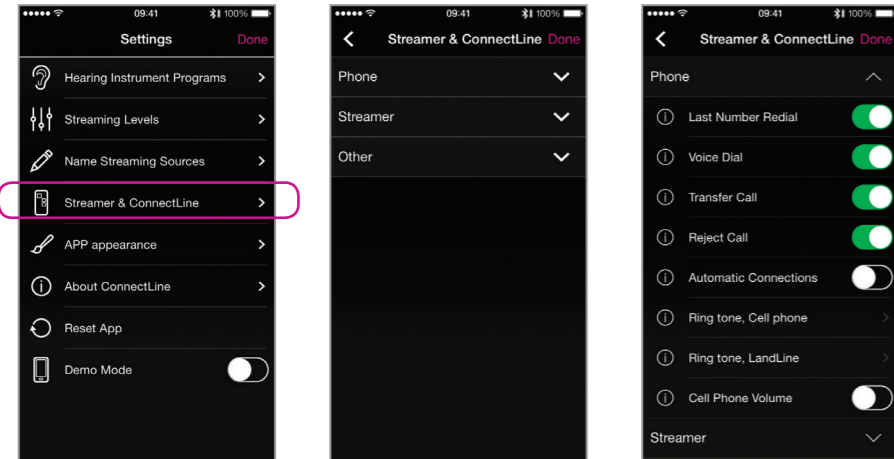 09:41 100%
Settings Done
Hearing Instrument Programs
Streaming Levels
Name Streaming Sources
Streamer & ConnectLine
APP appearance
About ConnectLine
Reset App
Demo Mode
09:41 100%
Streamer & ConnectLine Done
Phone
Streamer
Other
09:41 100%
Streamer & ConnectLine Done
Phone
Last Number Redial
Voice Dial
Transfer Call
Reject Call
Automatic Connections
Ring tone, Cell phone
Ring tone, LandLine
Cell Phone Volume
Streamer